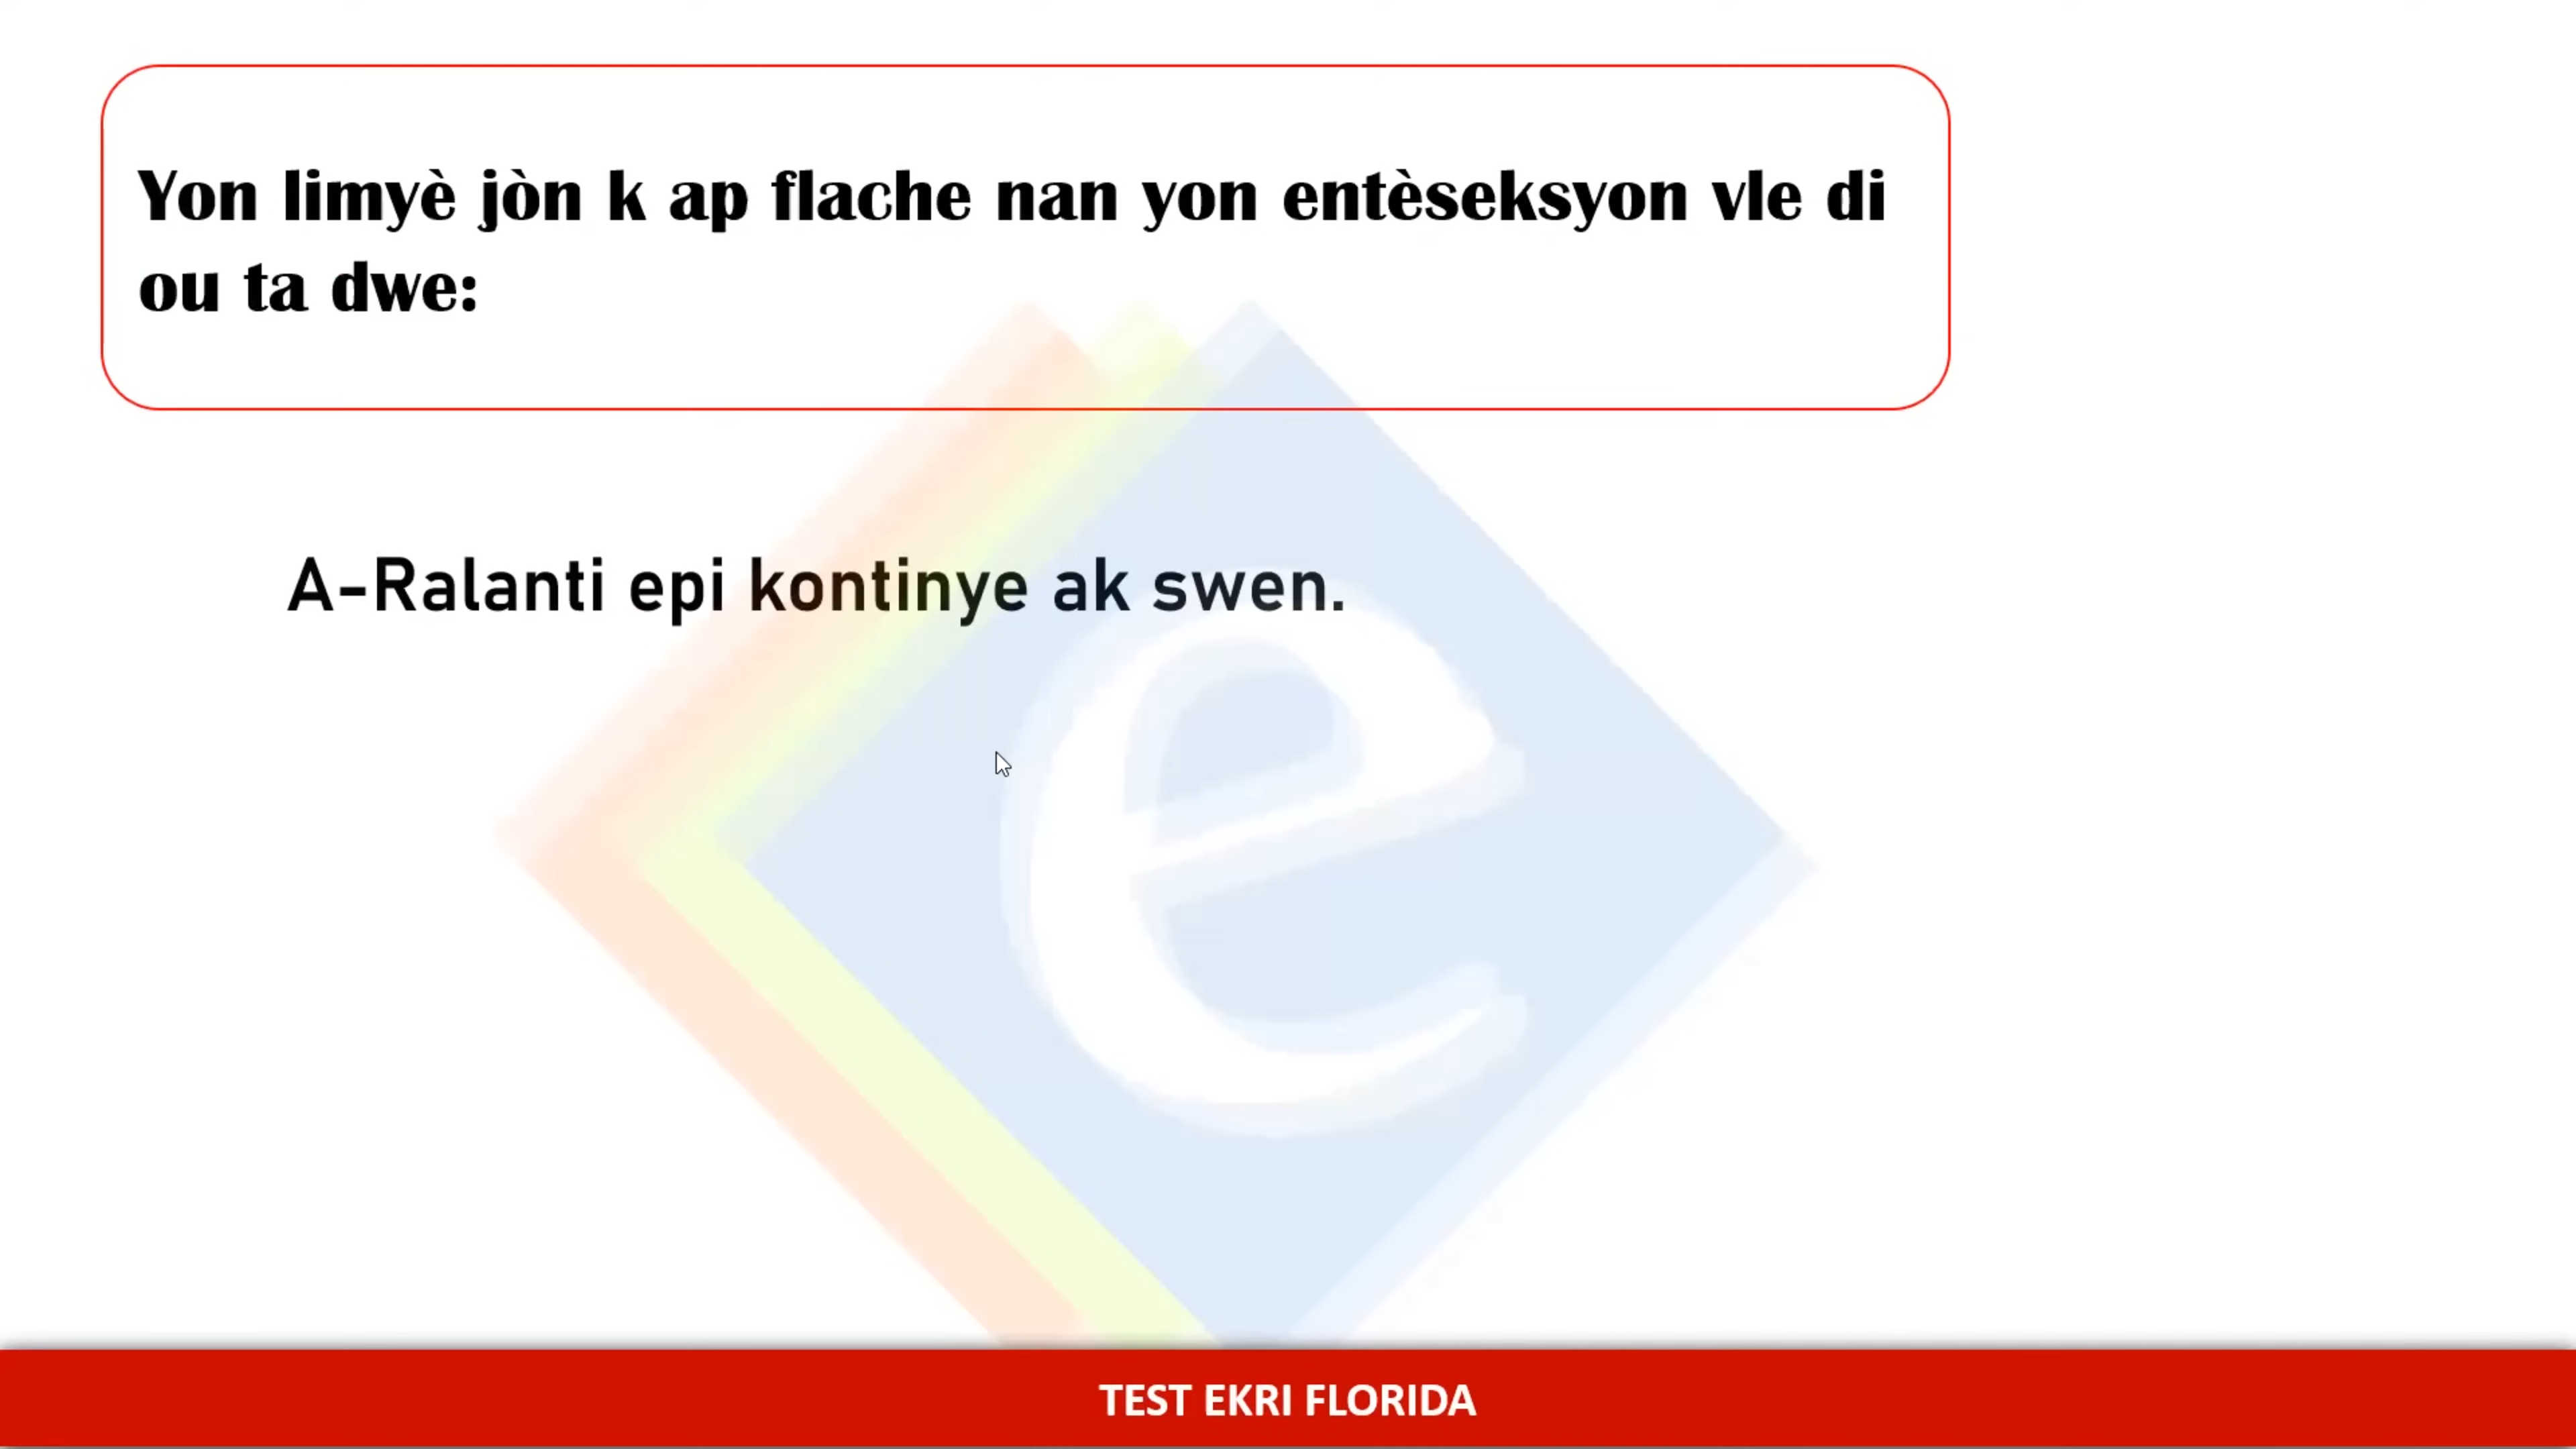 Yon limyè jòn k ap flache nan yon entèseksyon vle di
ou ta dwe:
A-Ralanti epi kontinye ak swen.
e
TEST EKRI FLORIDA